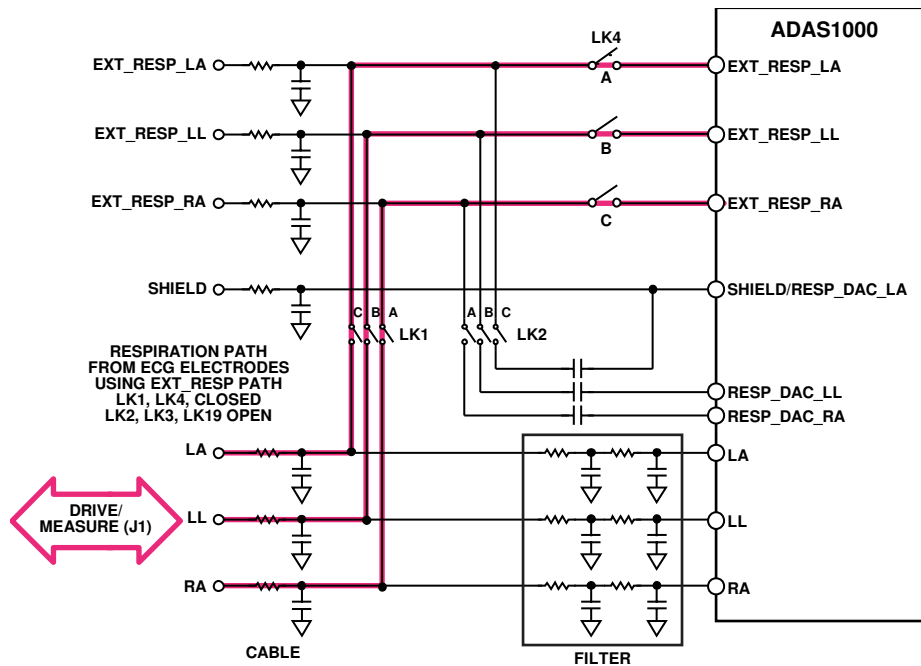 ADAS1000
LK4
EXT_RESP_LA
A
EXT_RESP_LA
EXT_RESP_LL
B
EXT_RESP_LL
EXT_RESP_RA
C
EXT_RESP_RA
SHIELD
SHIELD/RESP_DAC_LA
C B A
LK1
A B C
LK2
RESPIRATION PATH
FROM ECG ELECTRODES
USING EXT_RESP PATH
LK1, LK4, CLOSED
LK2, LK3, LK19 OPEN
RESP_DAC_LL
RESP_DAC_RA
LA
LA
DRIVE/
MEASURE (J1)
LL
LL
RA
RA
CABLE
FILTER